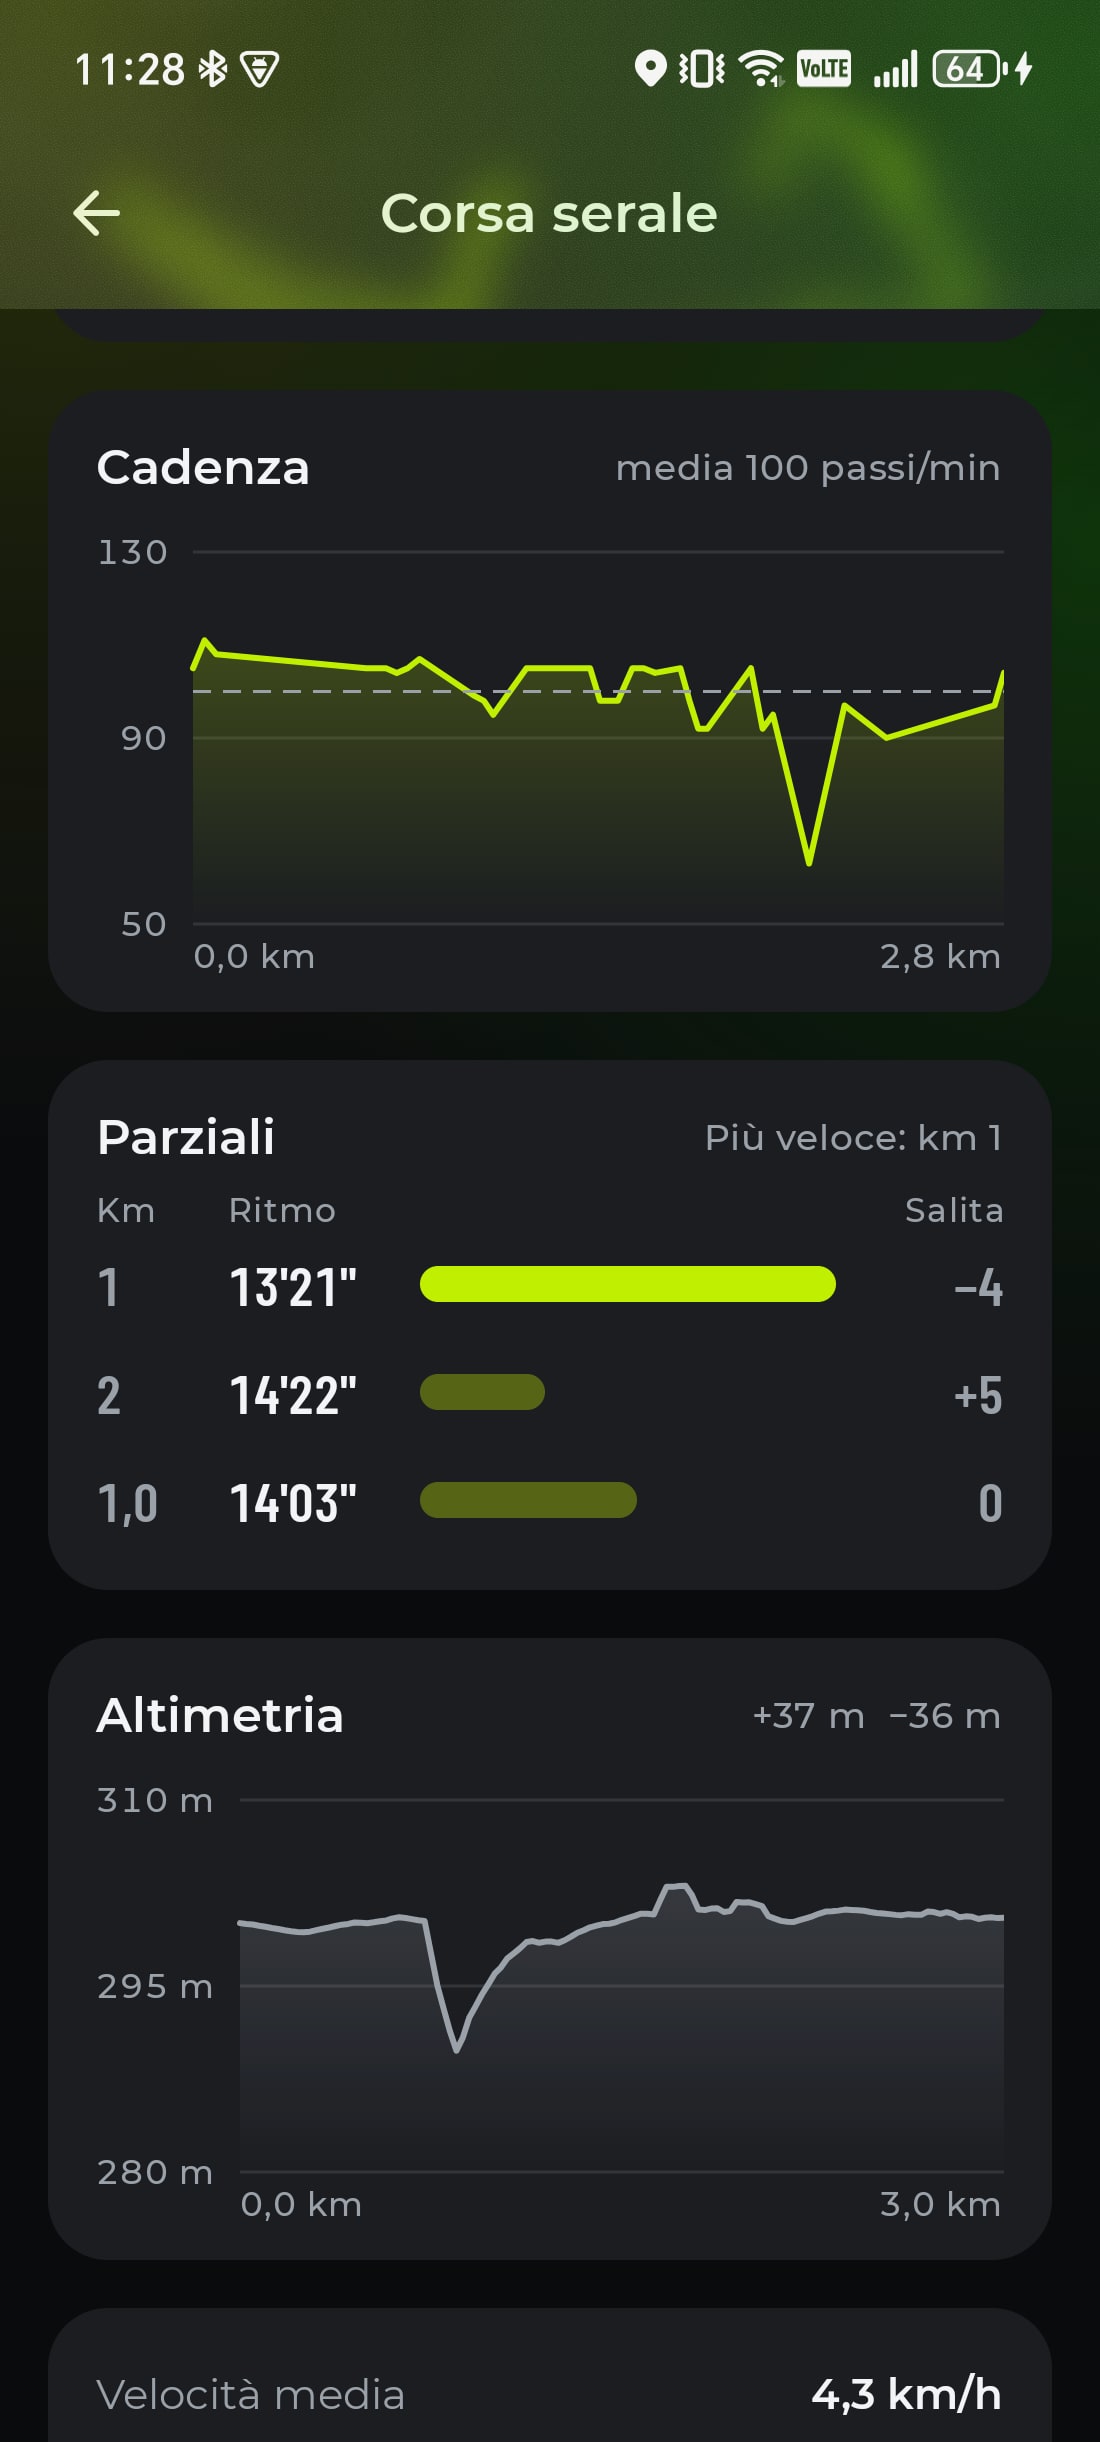 11:28 VoLTE 64
Corsa serale
Cadenza media 100 passi/min
130
90
50
0,0 km 2,8 km
Parziali Più veloce: km 1
Km Ritmo Salita
1 13'21" −4
2 14'22" +5
1,0 14'03" 0
Altimetria +37 m −36 m
310 m
295 m
280 m
0,0 km 3,0 km
Velocità media 4,3 km/h